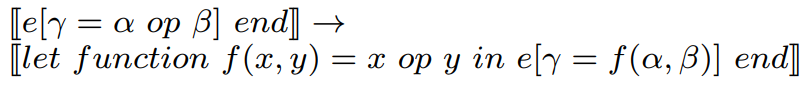 ⟦e[γ = α op β] end⟧ →
⟦let function f(x, y) = x op y in e[γ = f(α, β)] end⟧